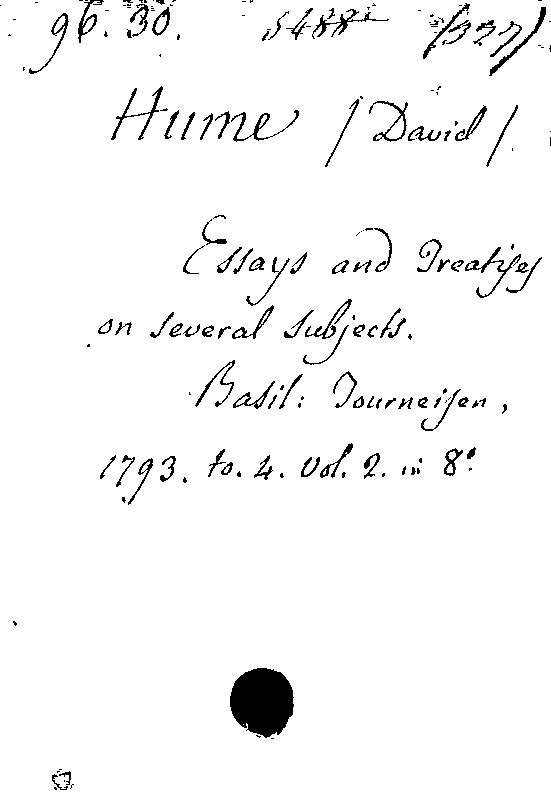 96. 30. 5488 (327)
Hume / David /.
Essays and Treatises
on several subjects.
Basil: Tourneisen,
1793. to. 4. Vol. 2. in 8°.